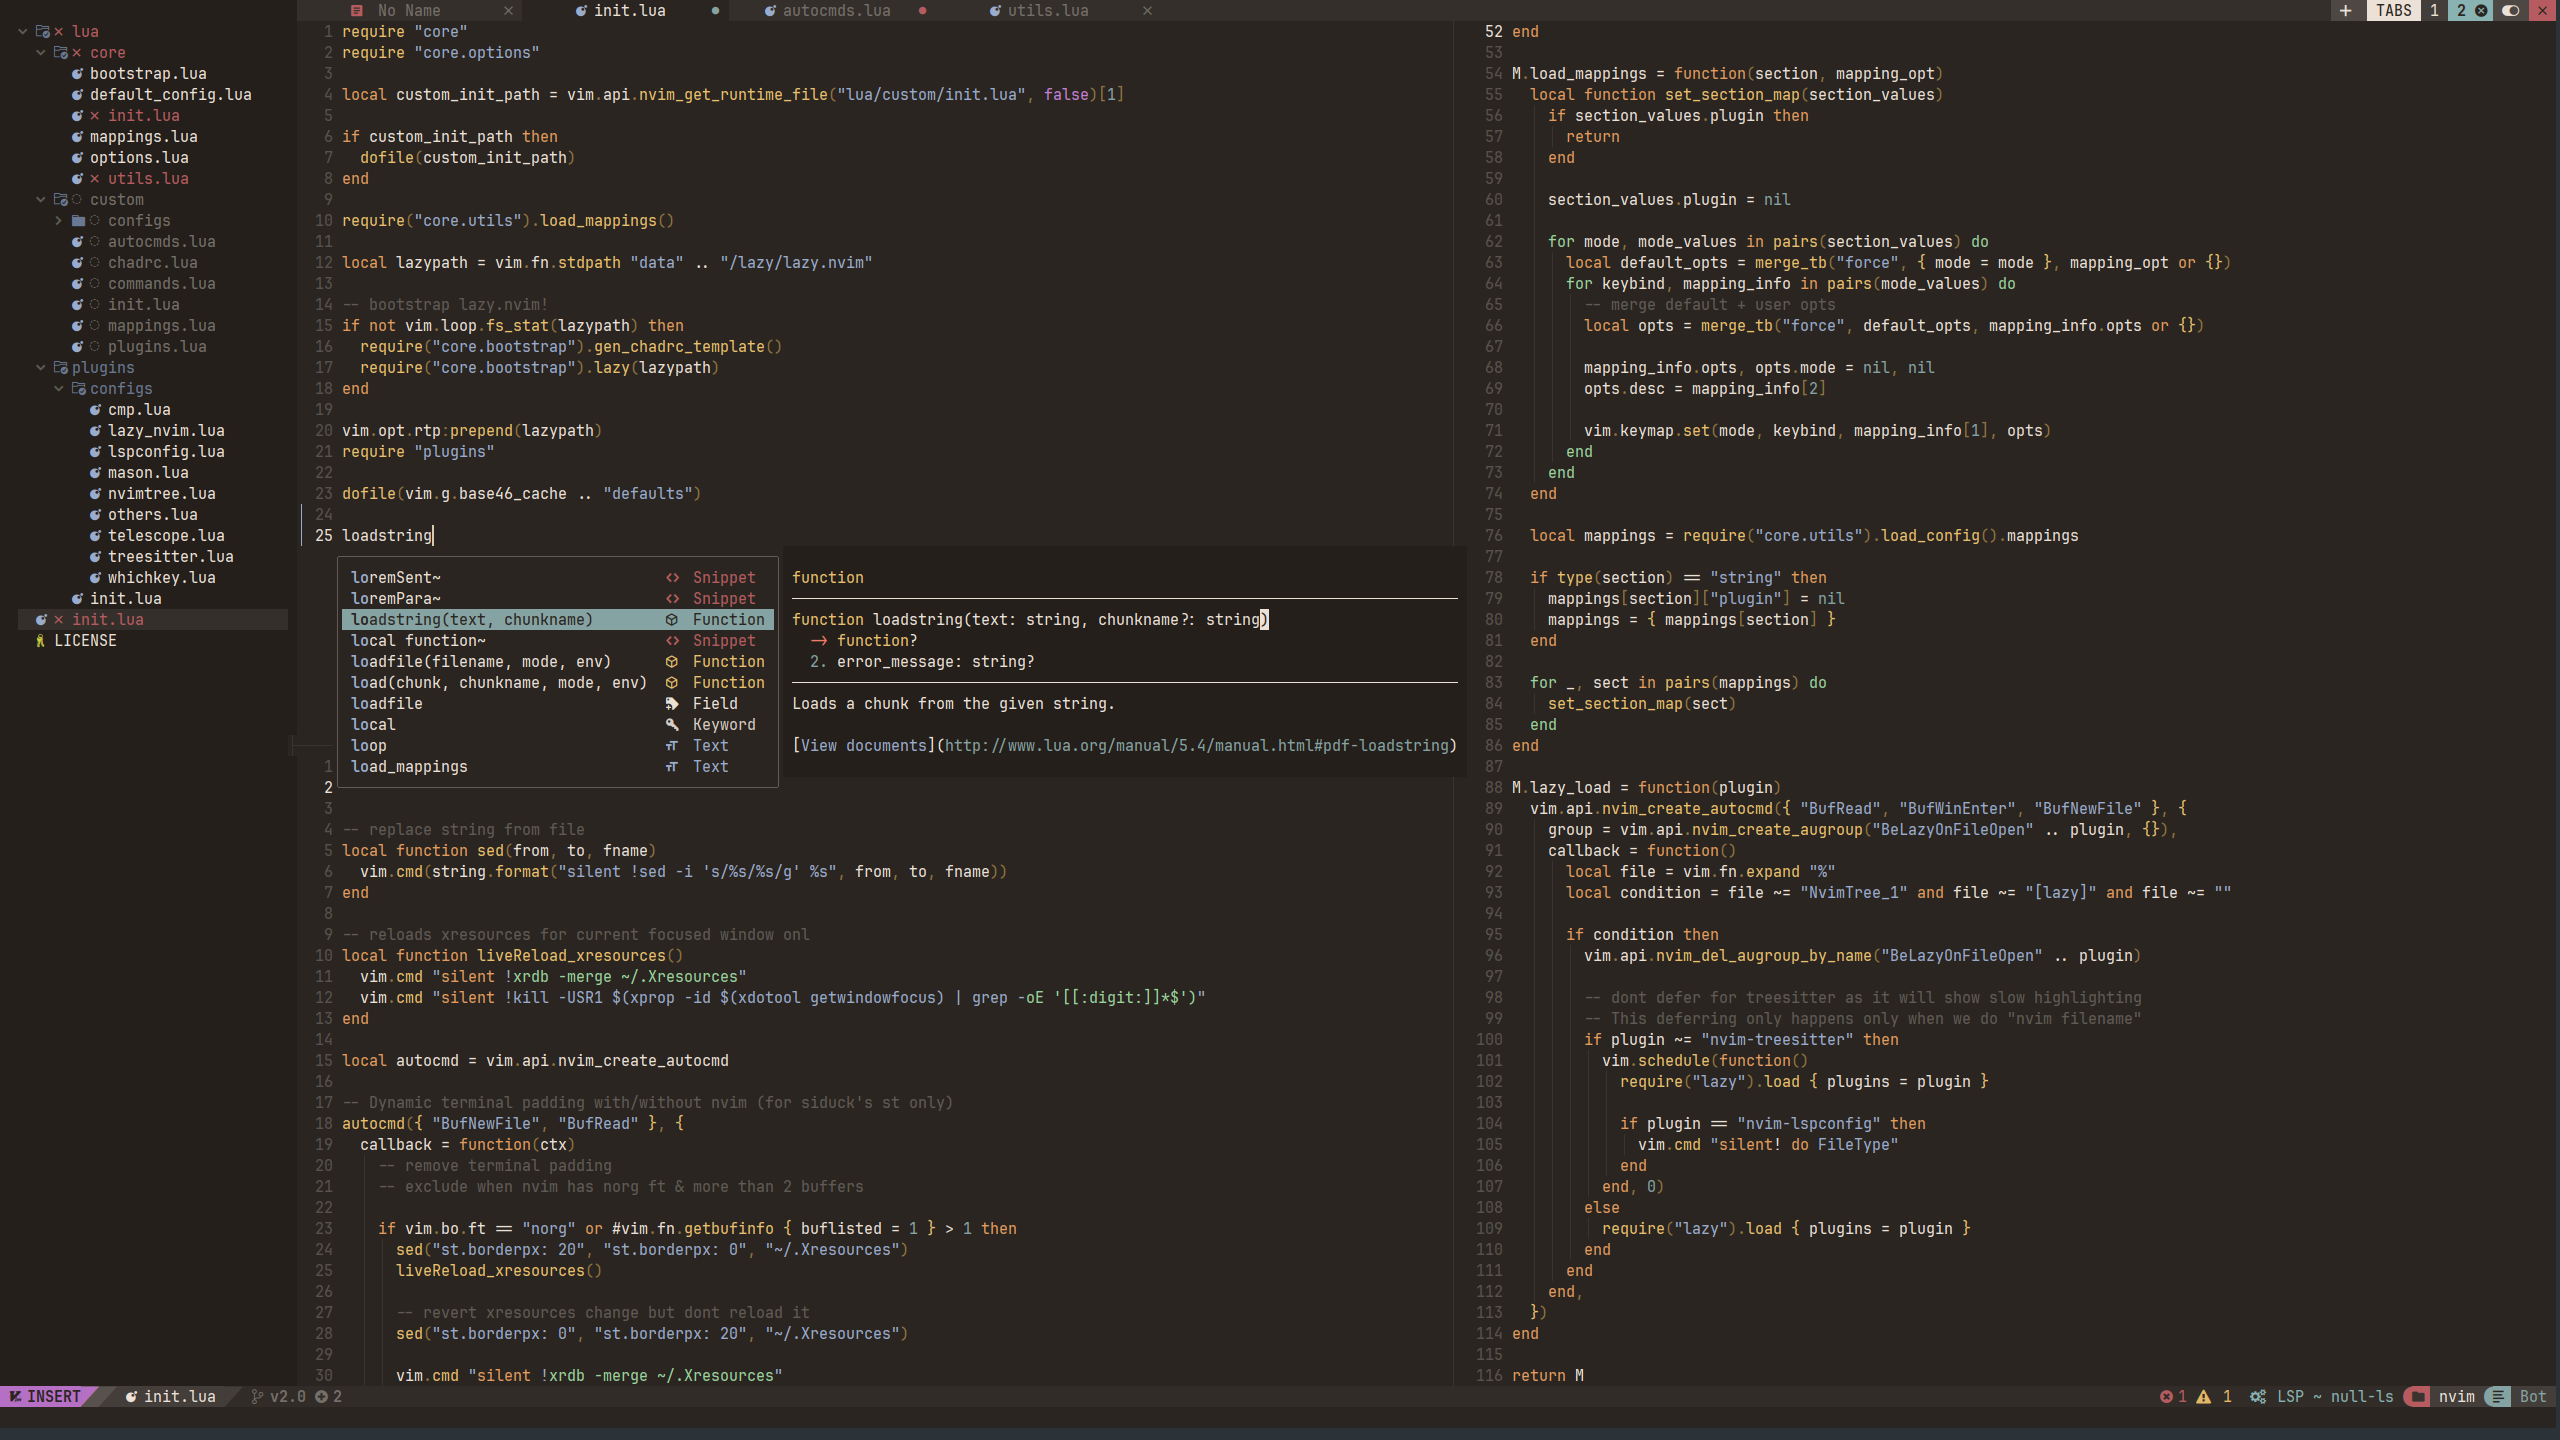 No Name
init.lua
autocmds.lua
utils.lua
TABS 1 2
lua
core
bootstrap.lua
default_config.lua
init.lua
mappings.lua
options.lua
utils.lua
custom
configs
autocmds.lua
chadrc.lua
commands.lua
init.lua
mappings.lua
plugins.lua
plugins
configs
cmp.lua
lazy_nvim.lua
lspconfig.lua
mason.lua
nvimtree.lua
others.lua
telescope.lua
treesitter.lua
whichkey.lua
init.lua
init.lua
LICENSE
1 require "core"
2 require "core.options"
3
4 local custom_init_path = vim.api.nvim_get_runtime_file("lua/custom/init.lua", false)[1]
5
6 if custom_init_path then
7   dofile(custom_init_path)
8 end
9
10 require("core.utils").load_mappings()
11
12 local lazypath = vim.fn.stdpath "data" .. "/lazy/lazy.nvim"
13
14 -- bootstrap lazy.nvim!
15 if not vim.loop.fs_stat(lazypath) then
16   require("core.bootstrap").gen_chadrc_template()
17   require("core.bootstrap").lazy(lazypath)
18 end
19
20 vim.opt.rtp:prepend(lazypath)
21 require "plugins"
22
23 dofile(vim.g.base46_cache .. "defaults")
24
25 loadstring
loremSent~ Snippet
loremPara~ Snippet
loadstring(text, chunkname) Function
local function~ Snippet
loadfile(filename, mode, env) Function
load(chunk, chunkname, mode, env) Function
loadfile Field
local Keyword
loop Text
load_mappings Text
function
function loadstring(text: string, chunkname?: string)
  -> function?
  2. error_message: string?
Loads a chunk from the given string.
[View documents](http://www.lua.org/manual/5.4/manual.html#pdf-loadstring)
1
2
3
4 -- replace string from file
5 local function sed(from, to, fname)
6   vim.cmd(string.format("silent !sed -i 's/%s/%s/g' %s", from, to, fname))
7 end
8
9 -- reloads xresources for current focused window onl
10 local function liveReload_xresources()
11   vim.cmd "silent !xrdb -merge ~/.Xresources"
12   vim.cmd "silent !kill -USR1 $(xprop -id $(xdotool getwindowfocus) | grep -oE '[[:digit:]]*$')"
13 end
14
15 local autocmd = vim.api.nvim_create_autocmd
16
17 -- Dynamic terminal padding with/without nvim (for siduck's st only)
18 autocmd({ "BufNewFile", "BufRead" }, {
19   callback = function(ctx)
20     -- remove terminal padding
21     -- exclude when nvim has norg ft & more than 2 buffers
22
23     if vim.bo.ft == "norg" or #vim.fn.getbufinfo { buflisted = 1 } > 1 then
24       sed("st.borderpx: 20", "st.borderpx: 0", "~/.Xresources")
25       liveReload_xresources()
26
27       -- revert xresources change but dont reload it
28       sed("st.borderpx: 0", "st.borderpx: 20", "~/.Xresources")
29
30       vim.cmd "silent !xrdb -merge ~/.Xresources"
52 end
53
54 M.load_mappings = function(section, mapping_opt)
55   local function set_section_map(section_values)
56     if section_values.plugin then
57       return
58     end
59
60     section_values.plugin = nil
61
62     for mode, mode_values in pairs(section_values) do
63       local default_opts = merge_tb("force", { mode = mode }, mapping_opt or {})
64       for keybind, mapping_info in pairs(mode_values) do
65         -- merge default + user opts
66         local opts = merge_tb("force", default_opts, mapping_info.opts or {})
67
68         mapping_info.opts, opts.mode = nil, nil
69         opts.desc = mapping_info[2]
70
71         vim.keymap.set(mode, keybind, mapping_info[1], opts)
72       end
73     end
74   end
75
76   local mappings = require("core.utils").load_config().mappings
77
78   if type(section) == "string" then
79     mappings[section]["plugin"] = nil
80     mappings = { mappings[section] }
81   end
82
83   for _, sect in pairs(mappings) do
84     set_section_map(sect)
85   end
86 end
87
88 M.lazy_load = function(plugin)
89   vim.api.nvim_create_autocmd({ "BufRead", "BufWinEnter", "BufNewFile" }, {
90     group = vim.api.nvim_create_augroup("BeLazyOnFileOpen" .. plugin, {}),
91     callback = function()
92       local file = vim.fn.expand "%"
93       local condition = file ~= "NvimTree_1" and file ~= "[lazy]" and file ~= ""
94
95       if condition then
96         vim.api.nvim_del_augroup_by_name("BeLazyOnFileOpen" .. plugin)
97
98         -- dont defer for treesitter as it will show slow highlighting
99         -- This deferring only happens only when we do "nvim filename"
100         if plugin ~= "nvim-treesitter" then
101           vim.schedule(function()
102             require("lazy").load { plugins = plugin }
103
104             if plugin == "nvim-lspconfig" then
105               vim.cmd "silent! do FileType"
106             end
107           end, 0)
108         else
109           require("lazy").load { plugins = plugin }
110         end
111       end
112     end,
113   })
114 end
115
116 return M
INSERT init.lua v2.0 2
1 1 LSP ~ null-ls nvim Bot